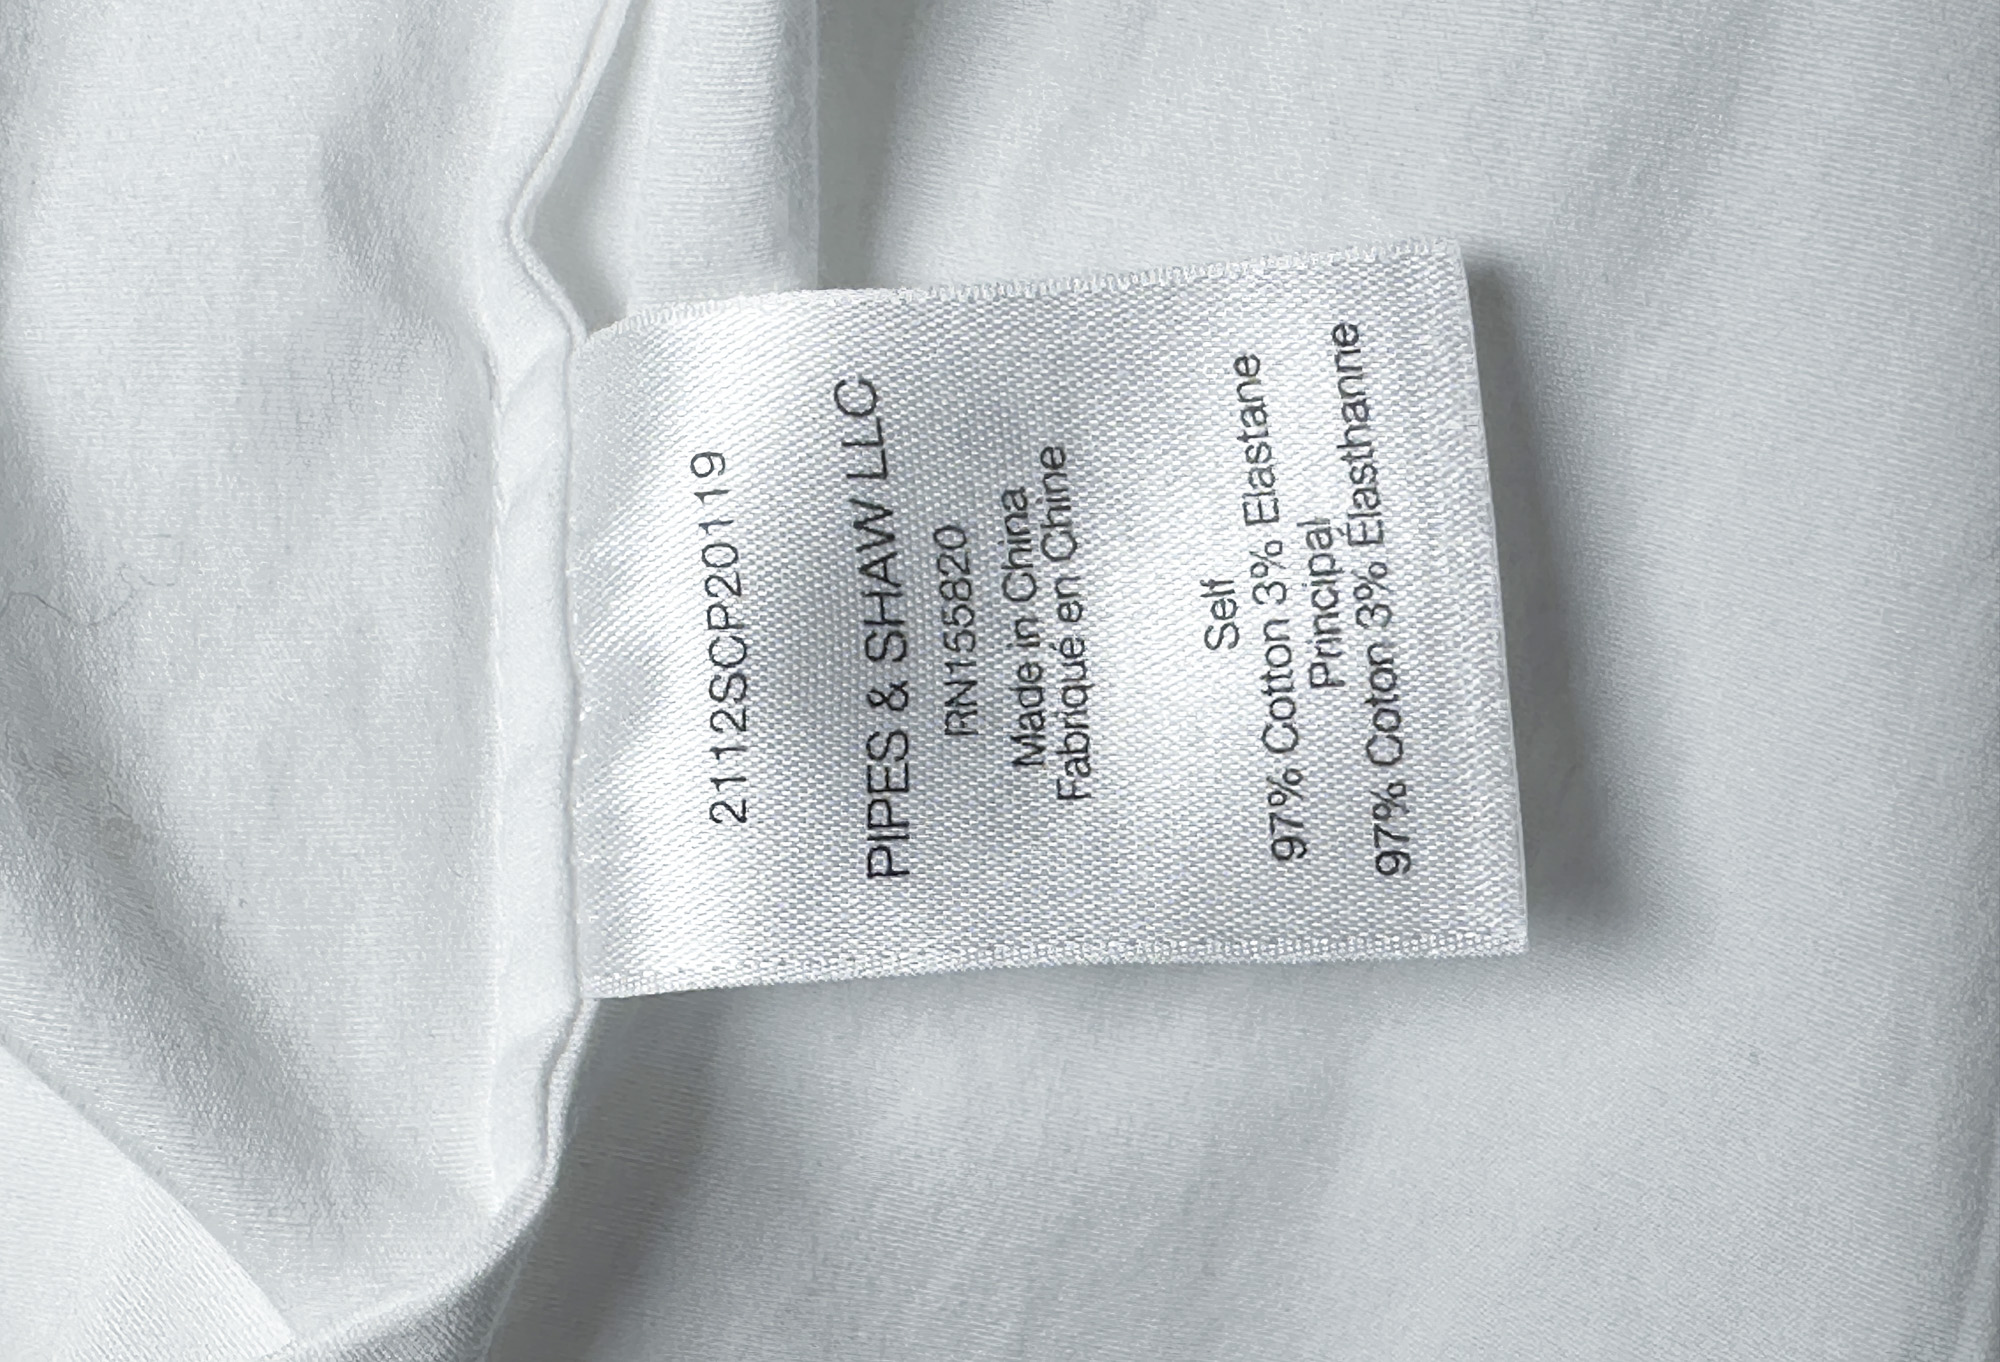 2112SCP20119
PIPES & SHAW LLC
RN155820
Made in China
Fabriqué en Chine
Self
97% Cotton 3% Elastane
Principal
97% Coton 3% Élasthanne